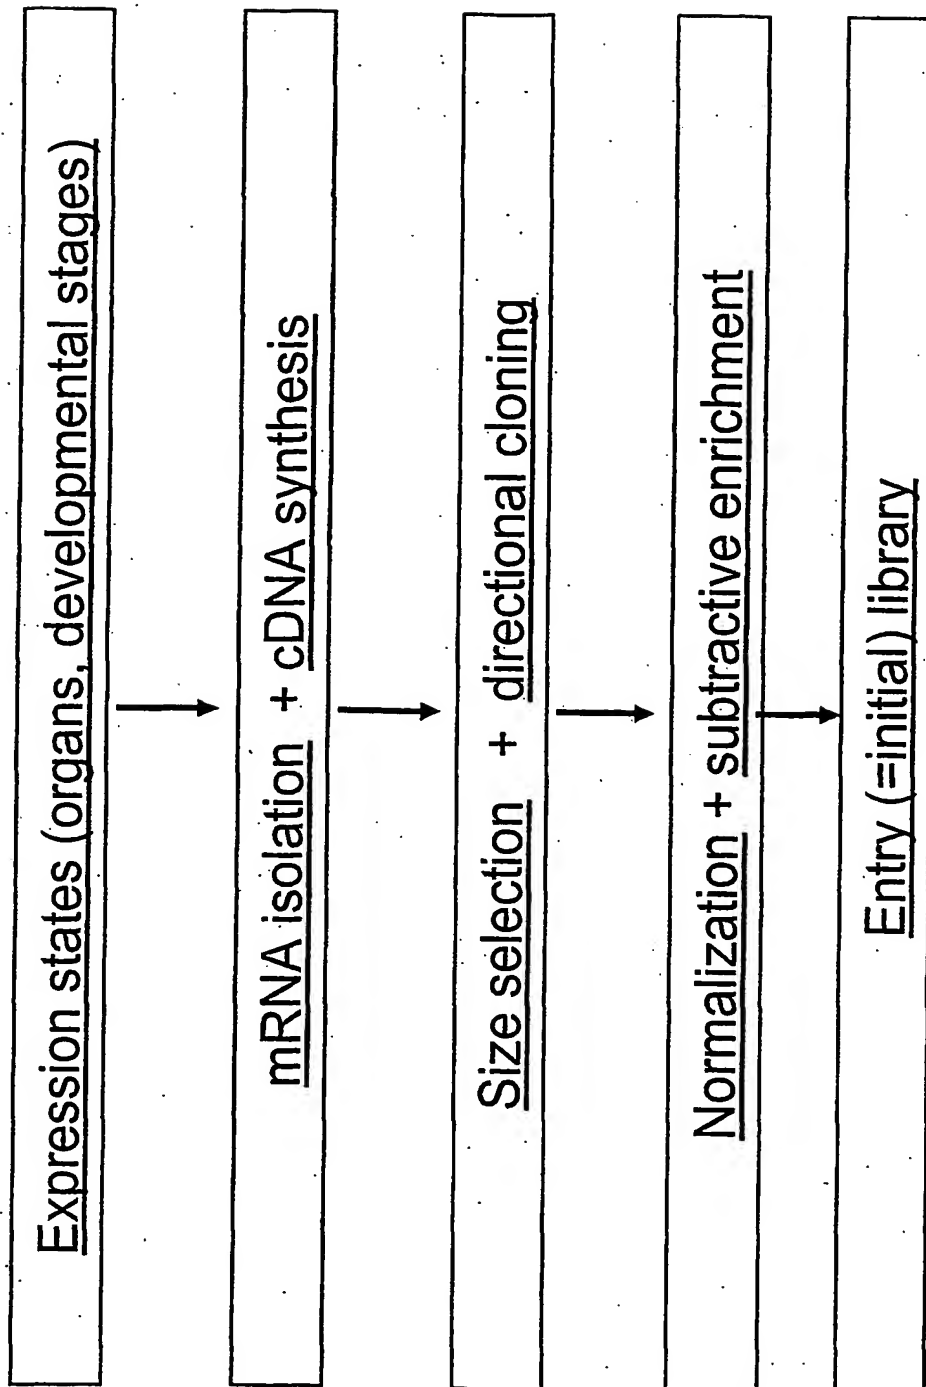 Expression states (organs, developmental stages)
mRNA isolation + cDNA synthesis
Size selection + directional cloning
Normalization + subtractive enrichment
Entry (=initial) library